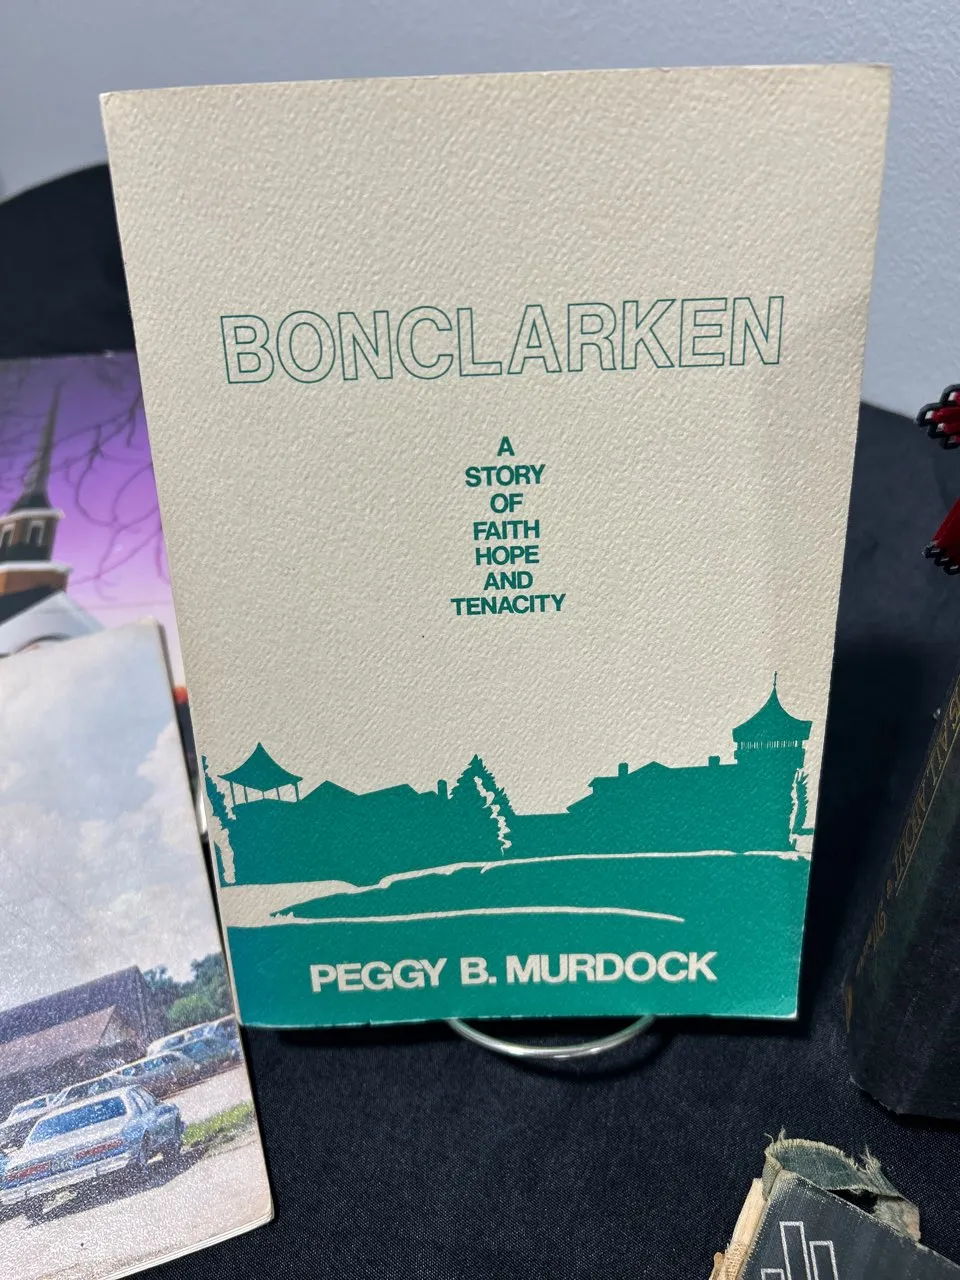 BONCLARKEN
A
STORY
OF
FAITH
HOPE
AND
TENACITY
PEGGY B. MURDOCK